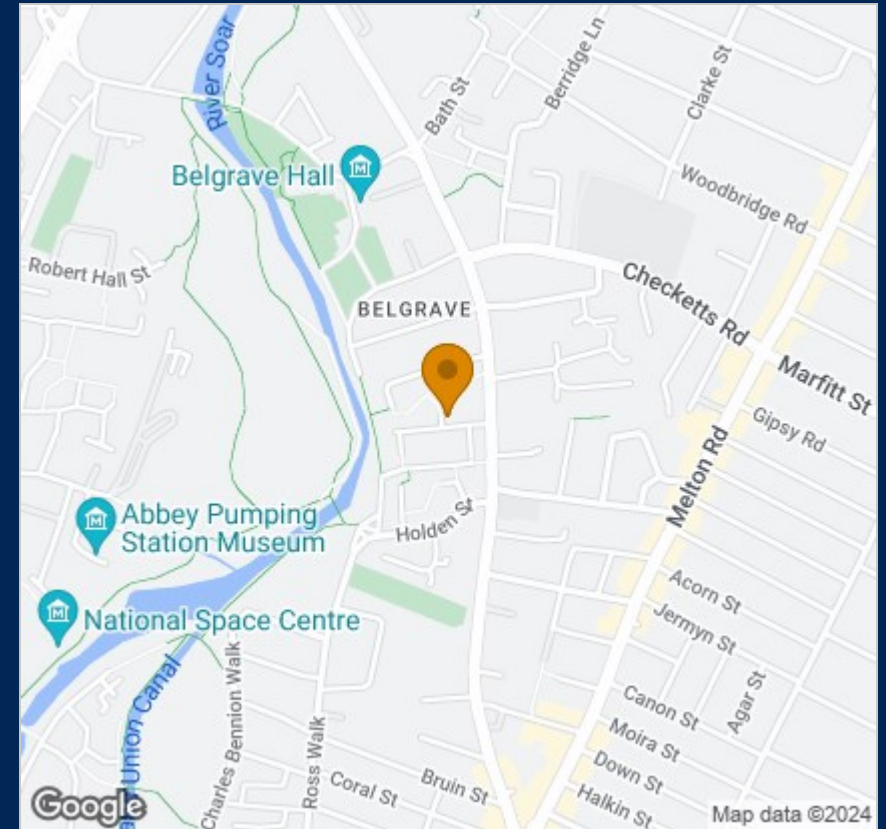 River Soar
Bath St
Berridge Ln
Clarke St
Belgrave Hall
Woodbridge Rd
Robert Hall St
Checketts Rd
BELGRAVE
Marfitt St
Gipsy Rd
Melton Rd
Abbey Pumping
Station Museum
Holden St
National Space Centre
Acorn St
Jermyn St
Union Canal
Charles Bennion Walk
Ross Walk
Canon St
Agar St
Moira St
Down St
Halkin St
Coral St
Bruin St
Google
Map data ©2024